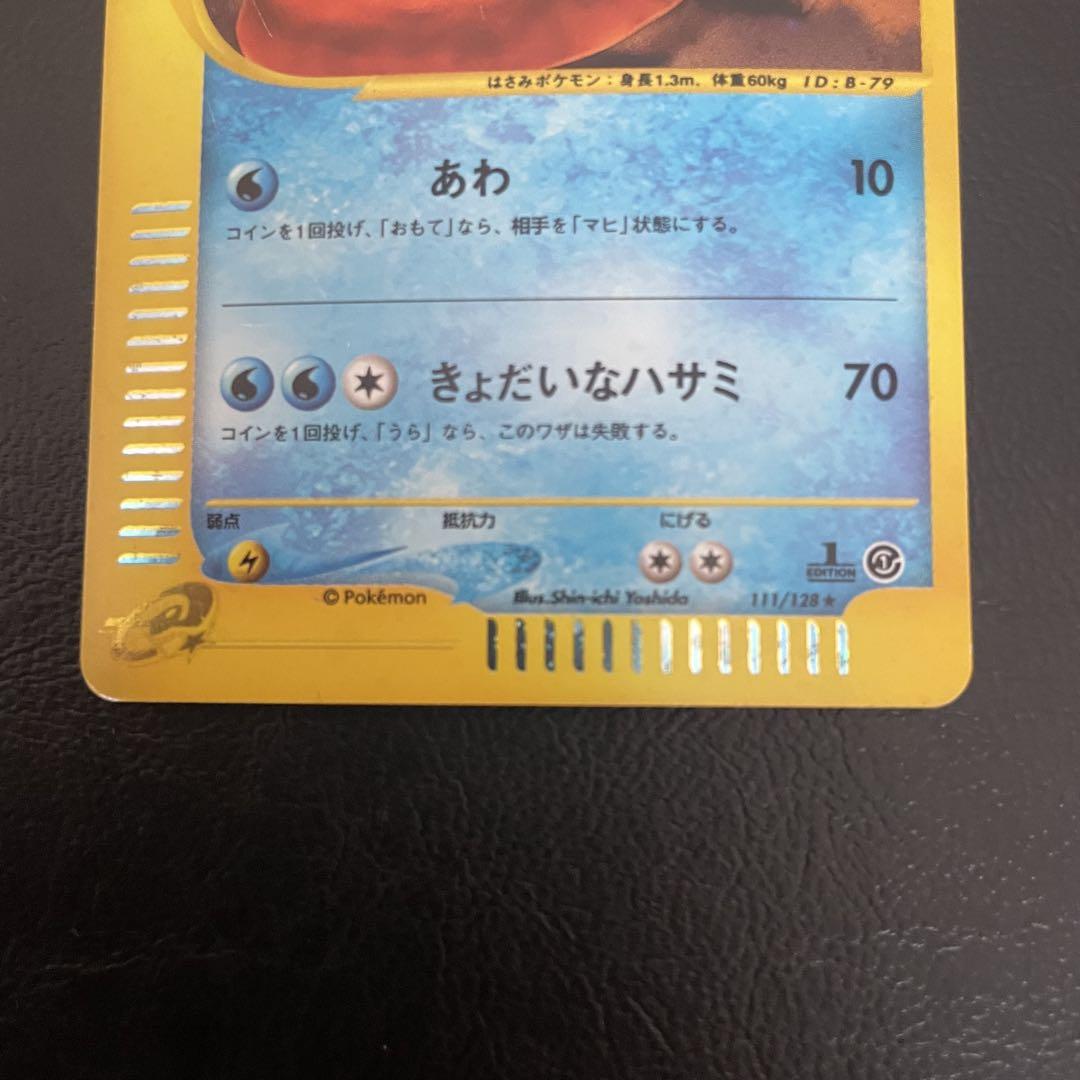 はさみポケモン：身長1.3m、体重60kg ID：B-79
あわ 10
コインを1回投げ、「おもて」なら、相手を「マヒ」状態にする。
きょだいなハサミ 70
コインを1回投げ、「うら」なら、このワザは失敗する。
弱点 抵抗力 にげる
1 EDITION 1
© Pokémon Illus. Shin-ichi Yoshida 111/128 ★